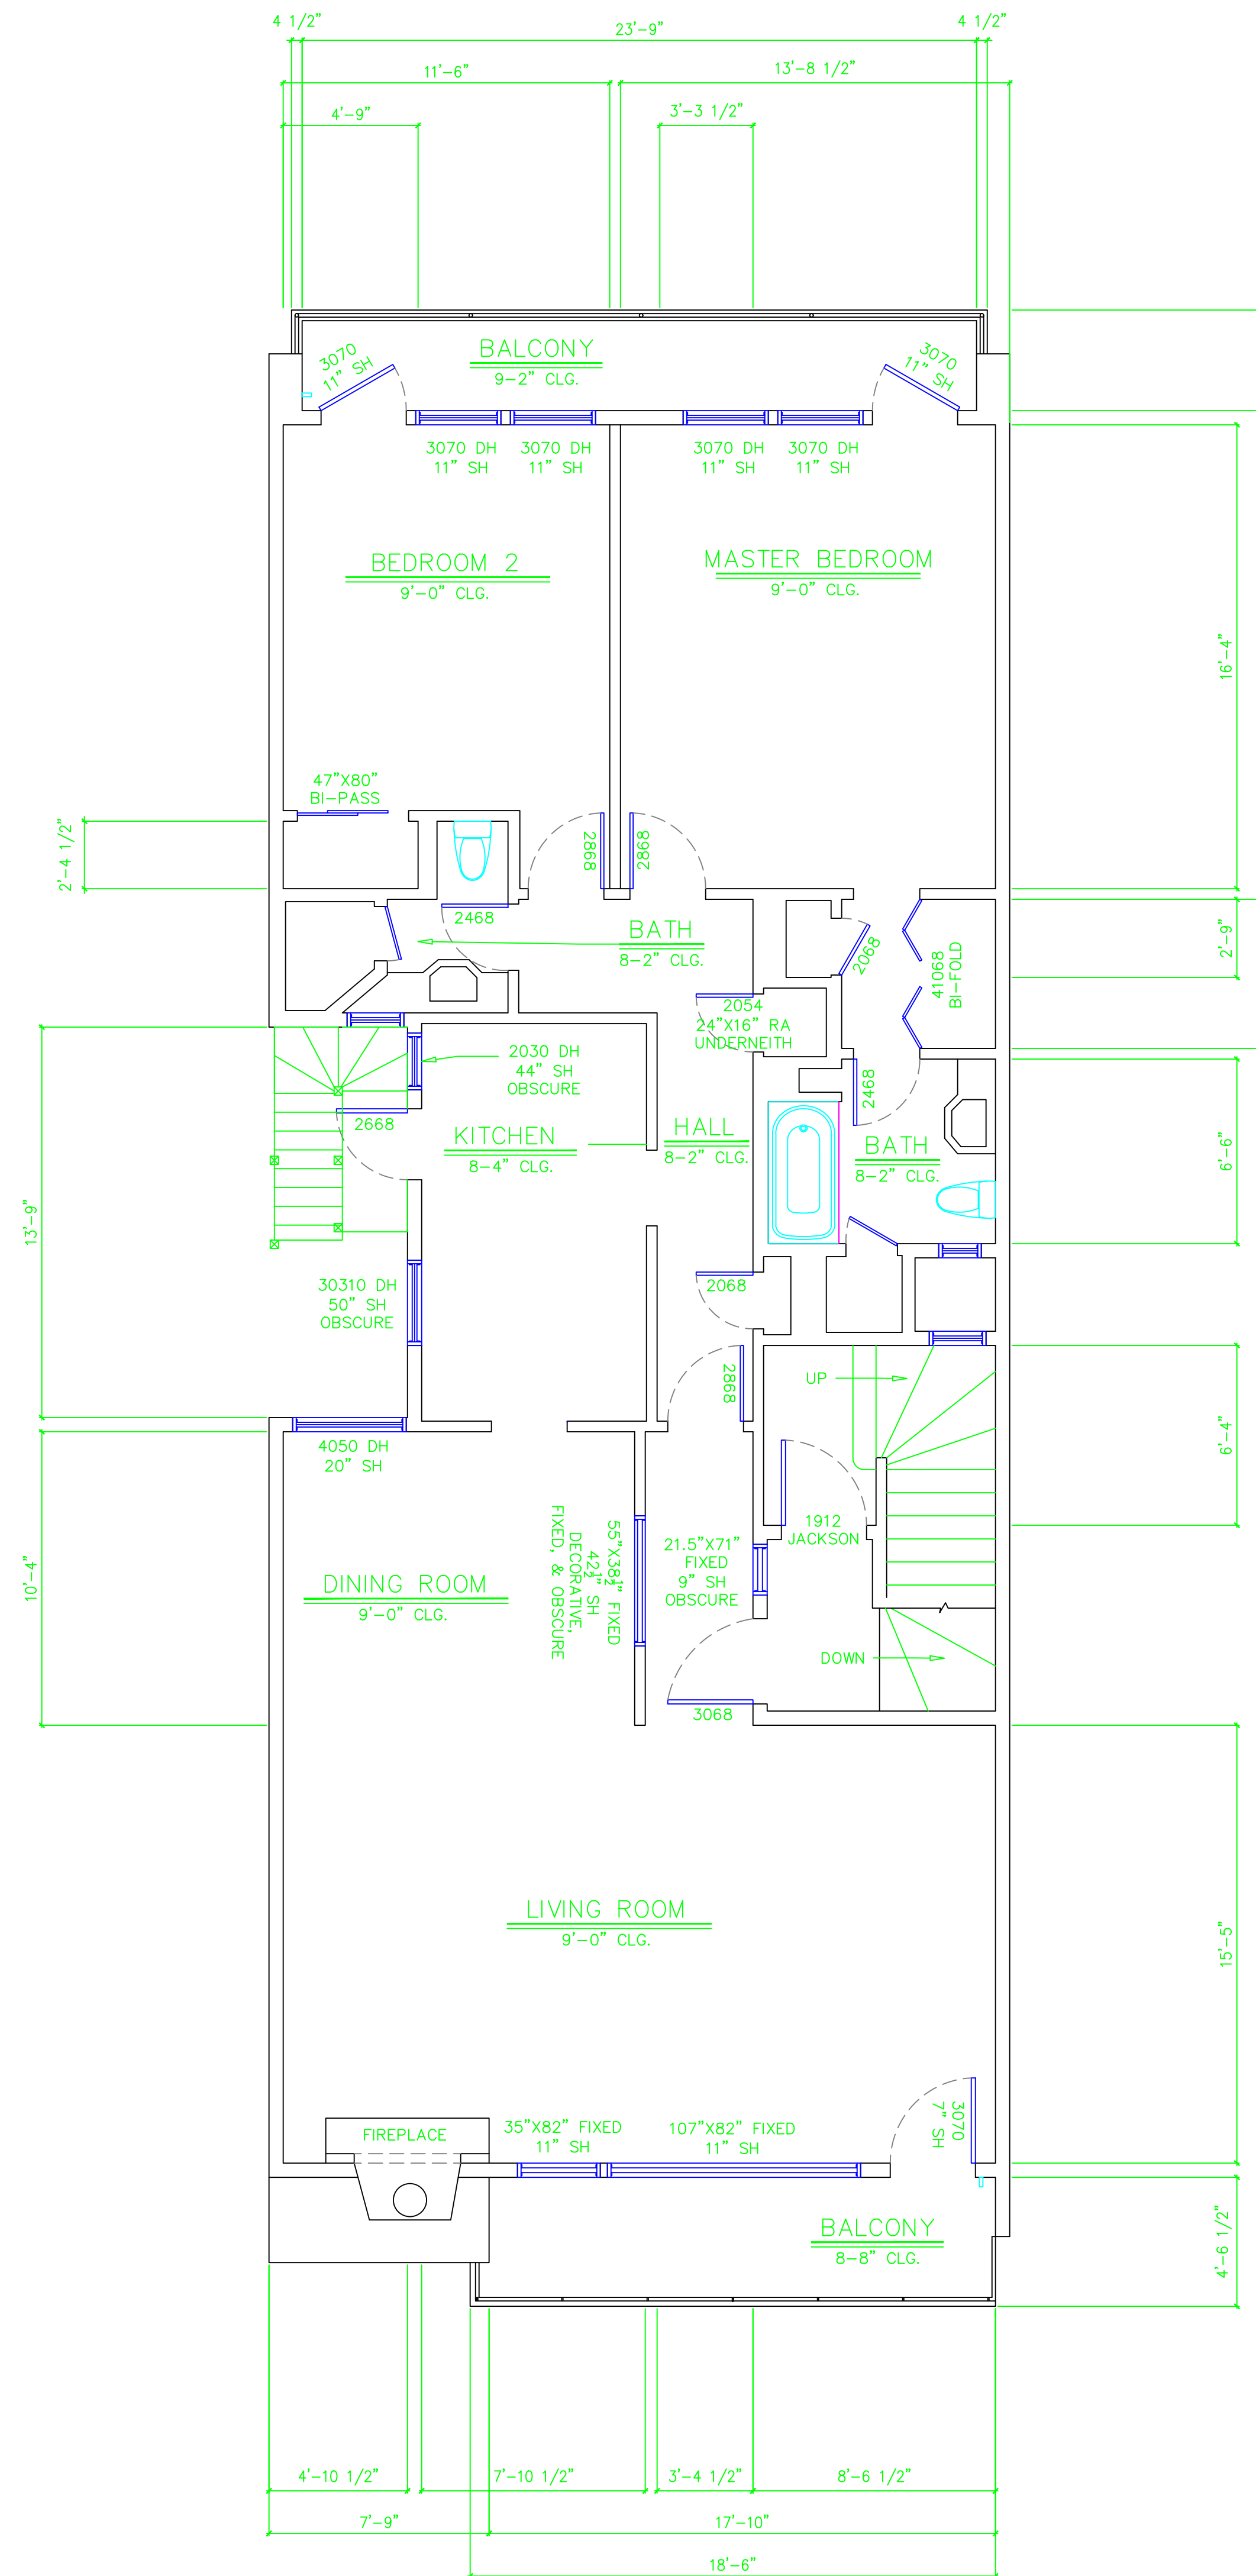 4 1/2"
23'-9"
4 1/2"
11'-6"
13'-8 1/2"
4'-9"
3'-3 1/2"
3070
11" SH
BALCONY
9-2" CLG.
3070
11" SH
3070 DH
11" SH
3070 DH
11" SH
3070 DH
11" SH
3070 DH
11" SH
BEDROOM 2
9'-0" CLG.
MASTER BEDROOM
9'-0" CLG.
16'-4"
47"X80"
BI-PASS
2'-4 1/2"
2868
2868
2468
BATH
8-2" CLG.
2068
41068
BI-FOLD
2'-9"
2054
24"X16" RA
UNDERNEITH
2030 DH
44" SH
OBSCURE
2668
KITCHEN
8-4" CLG.
HALL
8-2" CLG.
2468
BATH
8-2" CLG.
6'-6"
13'-9"
30310 DH
50" SH
OBSCURE
2068
2868
UP
6'-4"
4050 DH
20" SH
55"X38½" FIXED
42½" SH
DECORATIVE,
FIXED, & OBSCURE
21.5"X71"
FIXED
9" SH
OBSCURE
1912
JACKSON
10'-4"
DINING ROOM
9'-0" CLG.
DOWN
3068
LIVING ROOM
9'-0" CLG.
15'-5"
FIREPLACE
35"X82" FIXED
11" SH
107"X82" FIXED
11" SH
3070
7" SH
BALCONY
8-8" CLG.
4'-6 1/2"
4'-10 1/2"
7'-10 1/2"
3'-4 1/2"
8'-6 1/2"
7'-9"
17'-10"
18'-6"